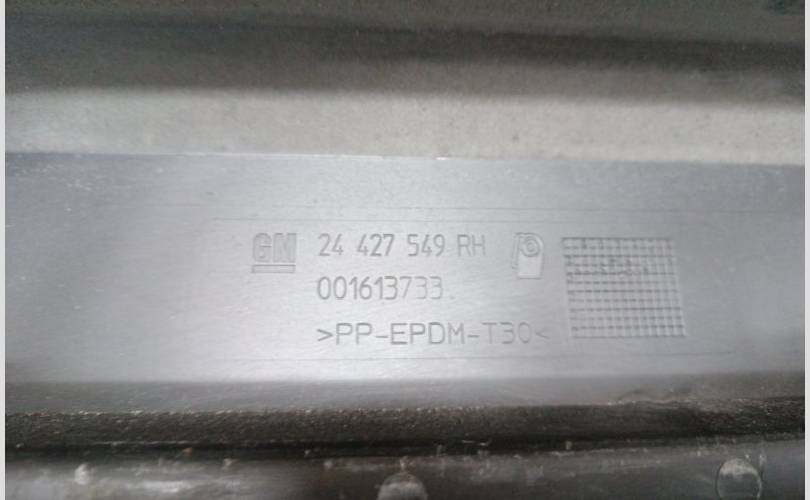 GM 24 427 549 RH
001613733.
>PP-EPDM-T30<